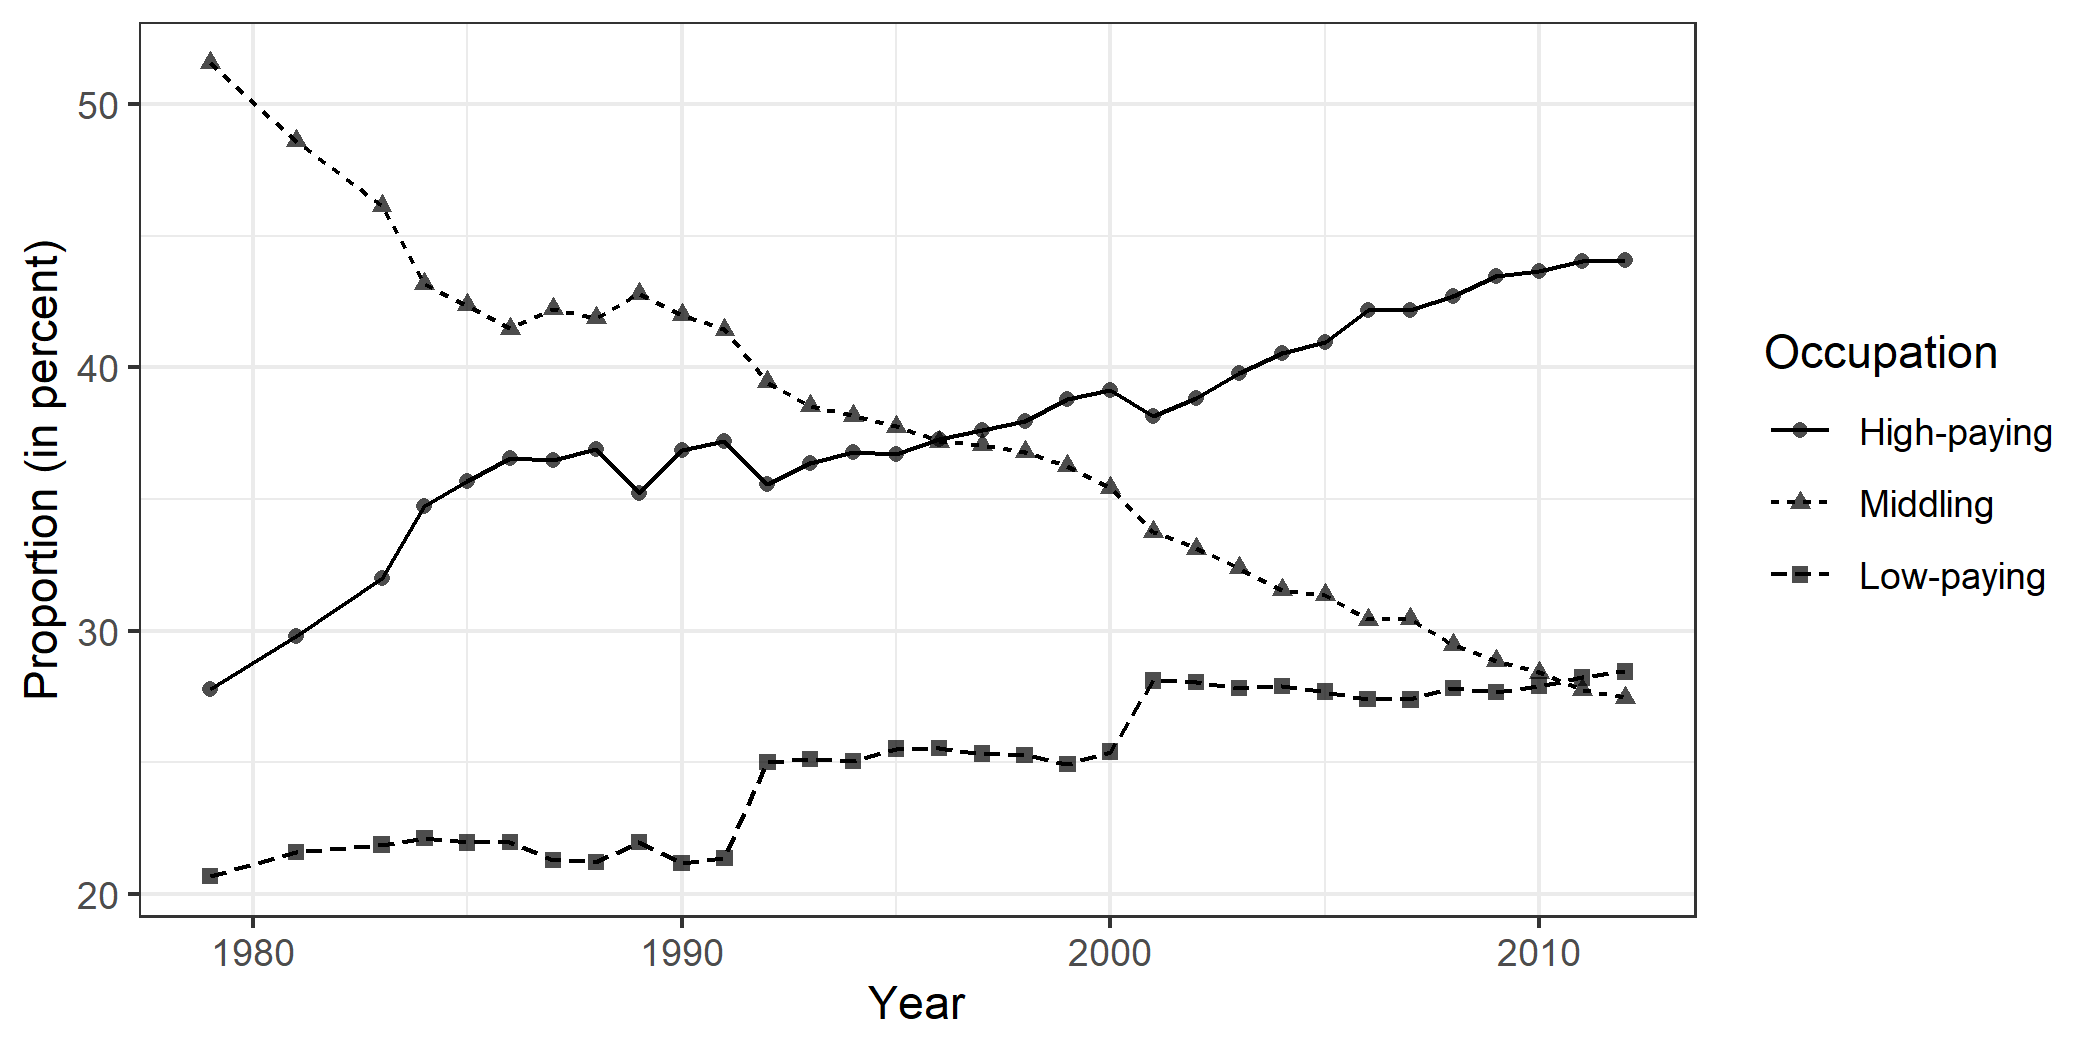 50
40
30
20
Proportion (in percent)
1980
1990
2000
2010
Year
Occupation
High-paying
Middling
Low-paying